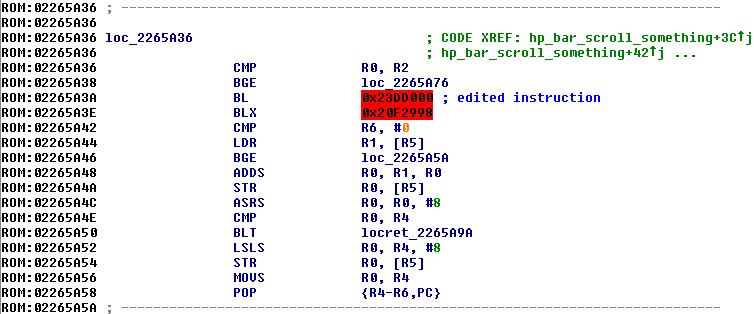 ROM:02265A36 ; ---------------------------------------------------------------------------
ROM:02265A36
ROM:02265A36 loc_2265A36 ; CODE XREF: hp_bar_scroll_something+3C↑j
ROM:02265A36 ; hp_bar_scroll_something+42↑j ...
ROM:02265A36 CMP R0, R2
ROM:02265A38 BGE loc_2265A76
ROM:02265A3A BL 0x23DD000 ; edited instruction
ROM:02265A3E BLX 0x20F2998
ROM:02265A42 CMP R6, #0
ROM:02265A44 LDR R1, [R5]
ROM:02265A46 BGE loc_2265A5A
ROM:02265A48 ADDS R0, R1, R0
ROM:02265A4A STR R0, [R5]
ROM:02265A4C ASRS R0, R0, #8
ROM:02265A4E CMP R0, R4
ROM:02265A50 BLT locret_2265A9A
ROM:02265A52 LSLS R0, R4, #8
ROM:02265A54 STR R0, [R5]
ROM:02265A56 MOVS R0, R4
ROM:02265A58 POP {R4-R6,PC}
ROM:02265A5A ; ---------------------------------------------------------------------------